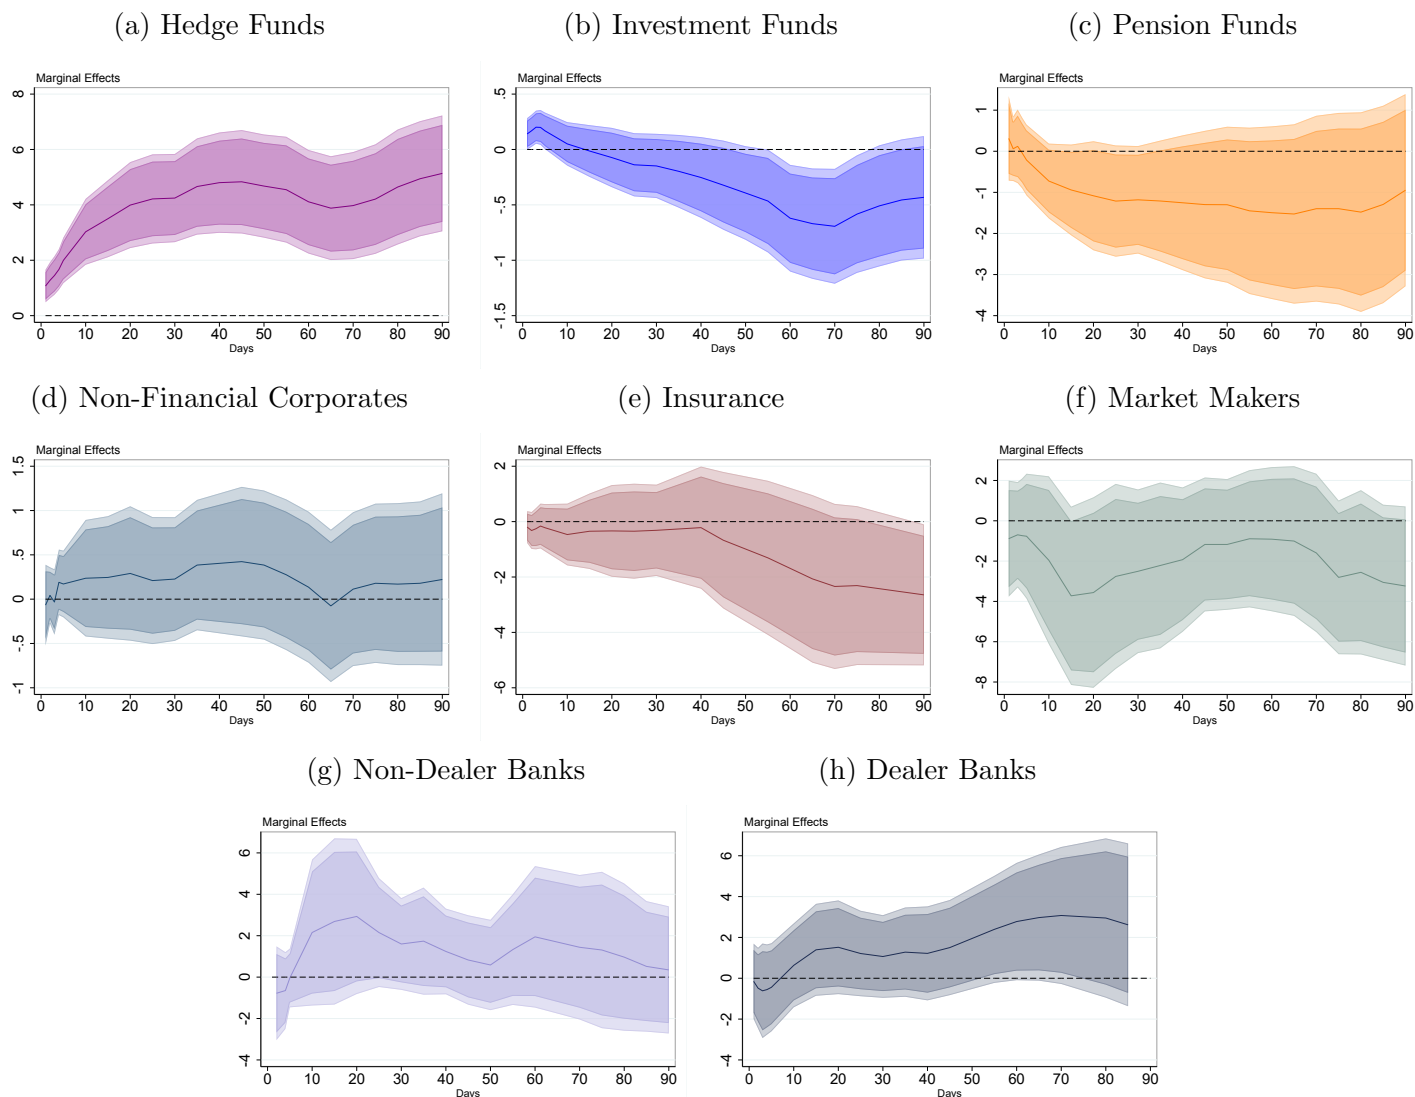 (a) Hedge Funds
(b) Investment Funds
(c) Pension Funds
Marginal Effects
8
6
4
2
0
0 10 20 30 40 50 60 70 80 90
Days
Marginal Effects
.5
0
-.5
-1
-1.5
0 10 20 30 40 50 60 70 80 90
Days
Marginal Effects
1
0
-1
-2
-3
-4
0 10 20 30 40 50 60 70 80 90
Days
(d) Non-Financial Corporates
(e) Insurance
(f) Market Makers
Marginal Effects
1.5
1
.5
0
-.5
-1
0 10 20 30 40 50 60 70 80 90
Days
Marginal Effects
2
0
-2
-4
-6
0 10 20 30 40 50 60 70 80 90
Days
Marginal Effects
2
0
-2
-4
-6
-8
0 10 20 30 40 50 60 70 80 90
Days
(g) Non-Dealer Banks
(h) Dealer Banks
Marginal Effects
6
4
2
0
-2
-4
0 10 20 30 40 50 60 70 80 90
Days
Marginal Effects
6
4
2
0
-2
-4
0 10 20 30 40 50 60 70 80 90
Days